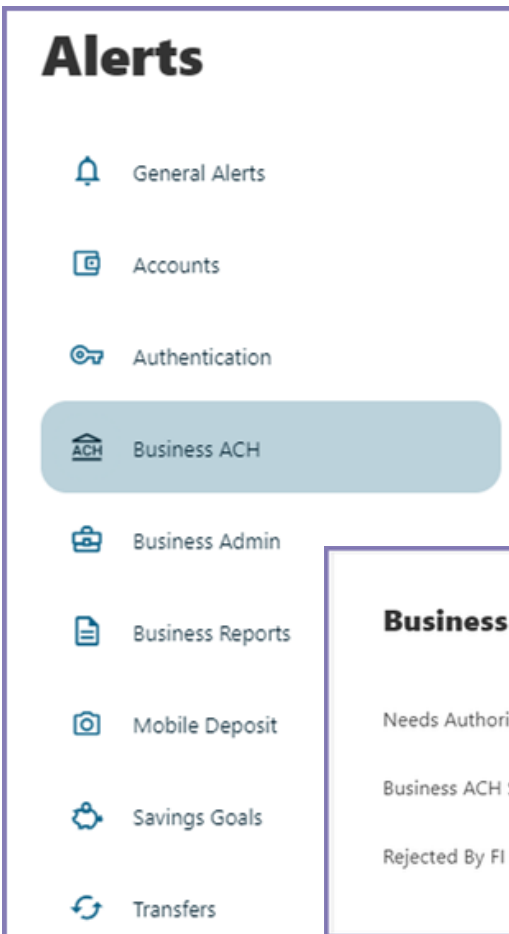 Alerts
General Alerts
Accounts
Authentication
ACH Business ACH
Business Admin
Business Reports
Mobile Deposit
Savings Goals
Transfers
Business
Needs Authori
Business ACH
Rejected By FI